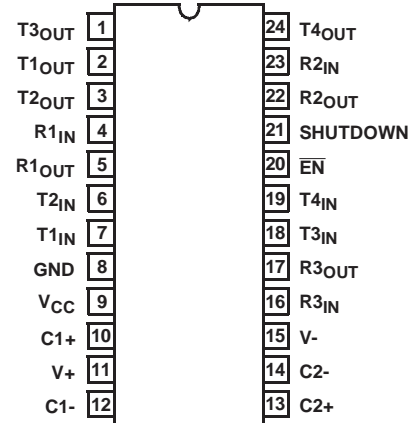 T3OUT 1 24 T4OUT
T1OUT 2 23 R2IN
T2OUT 3 22 R2OUT
R1IN 4 21 SHUTDOWN
R1OUT 5 20 E̅N̅
T2IN 6 19 T4IN
T1IN 7 18 T3IN
GND 8 17 R3OUT
VCC 9 16 R3IN
C1+ 10 15 V-
V+ 11 14 C2-
C1- 12 13 C2+